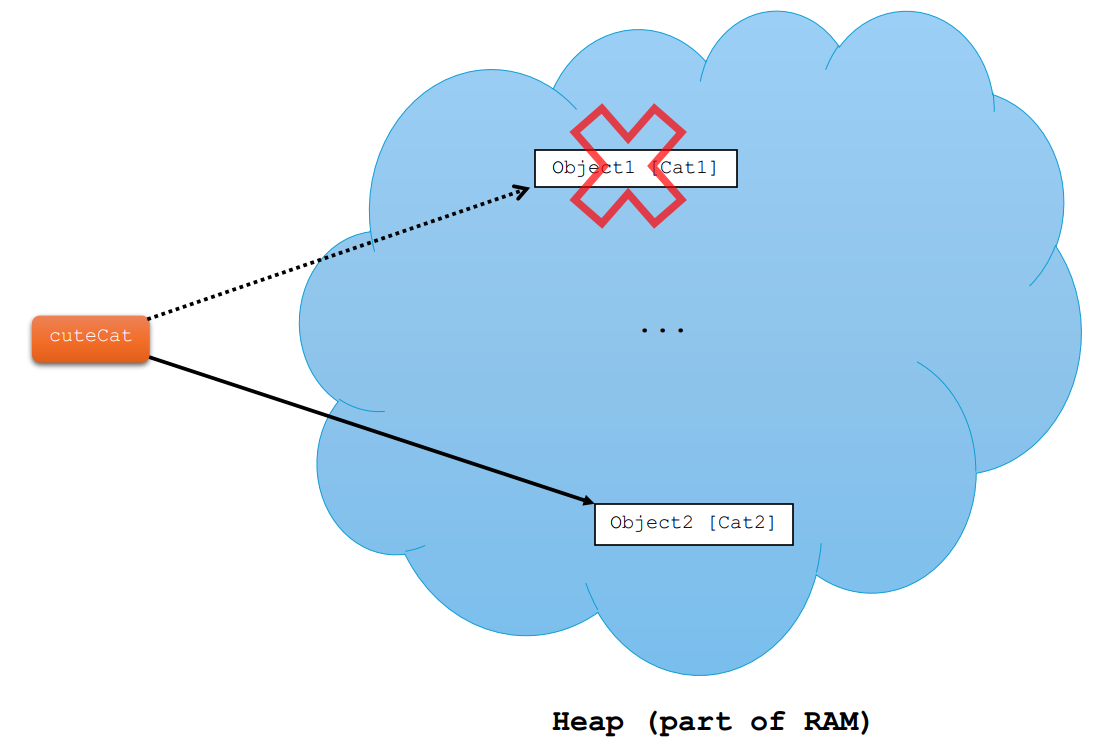 Object1 [Cat1]
cuteCat
...
Object2 [Cat2]
Heap (part of RAM)